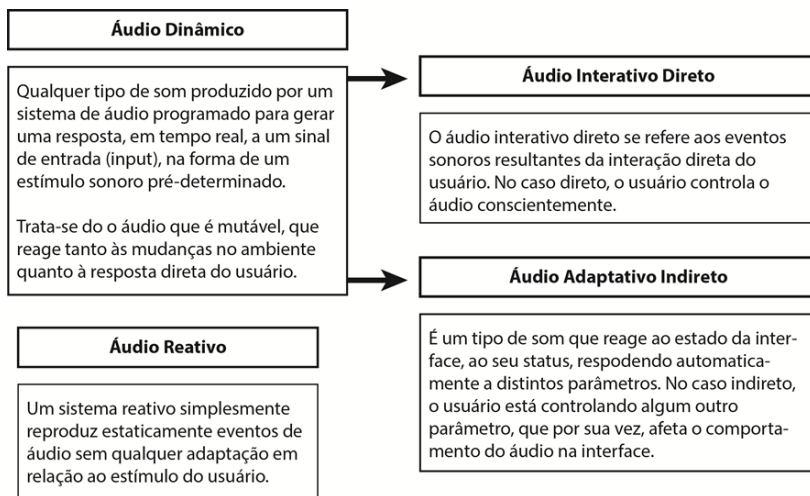 Áudio Dinâmico
Qualquer tipo de som produzido por um
sistema de áudio programado para gerar
uma resposta, em tempo real, a um sinal
de entrada (input), na forma de um
estímulo sonoro pré-determinado.
Trata-se do o áudio que é mutável, que
reage tanto às mudanças no ambiente
quanto à resposta direta do usuário.
Áudio Interativo Direto
O áudio interativo direto se refere aos eventos
sonoros resultantes da interação direta do
usuário. No caso direto, o usuário controla o
áudio conscientemente.
Áudio Adaptativo Indireto
É um tipo de som que reage ao estado da inter-
face, ao seu status, respodendo automatica-
mente a distintos parâmetros. No caso indireto,
o usuário está controlando algum outro
parâmetro, que por sua vez, afeta o comporta-
mento do áudio na interface.
Áudio Reativo
Um sistema reativo simplesmente
reproduz estaticamente eventos de
áudio sem qualquer adaptação em
relação ao estímulo do usuário.